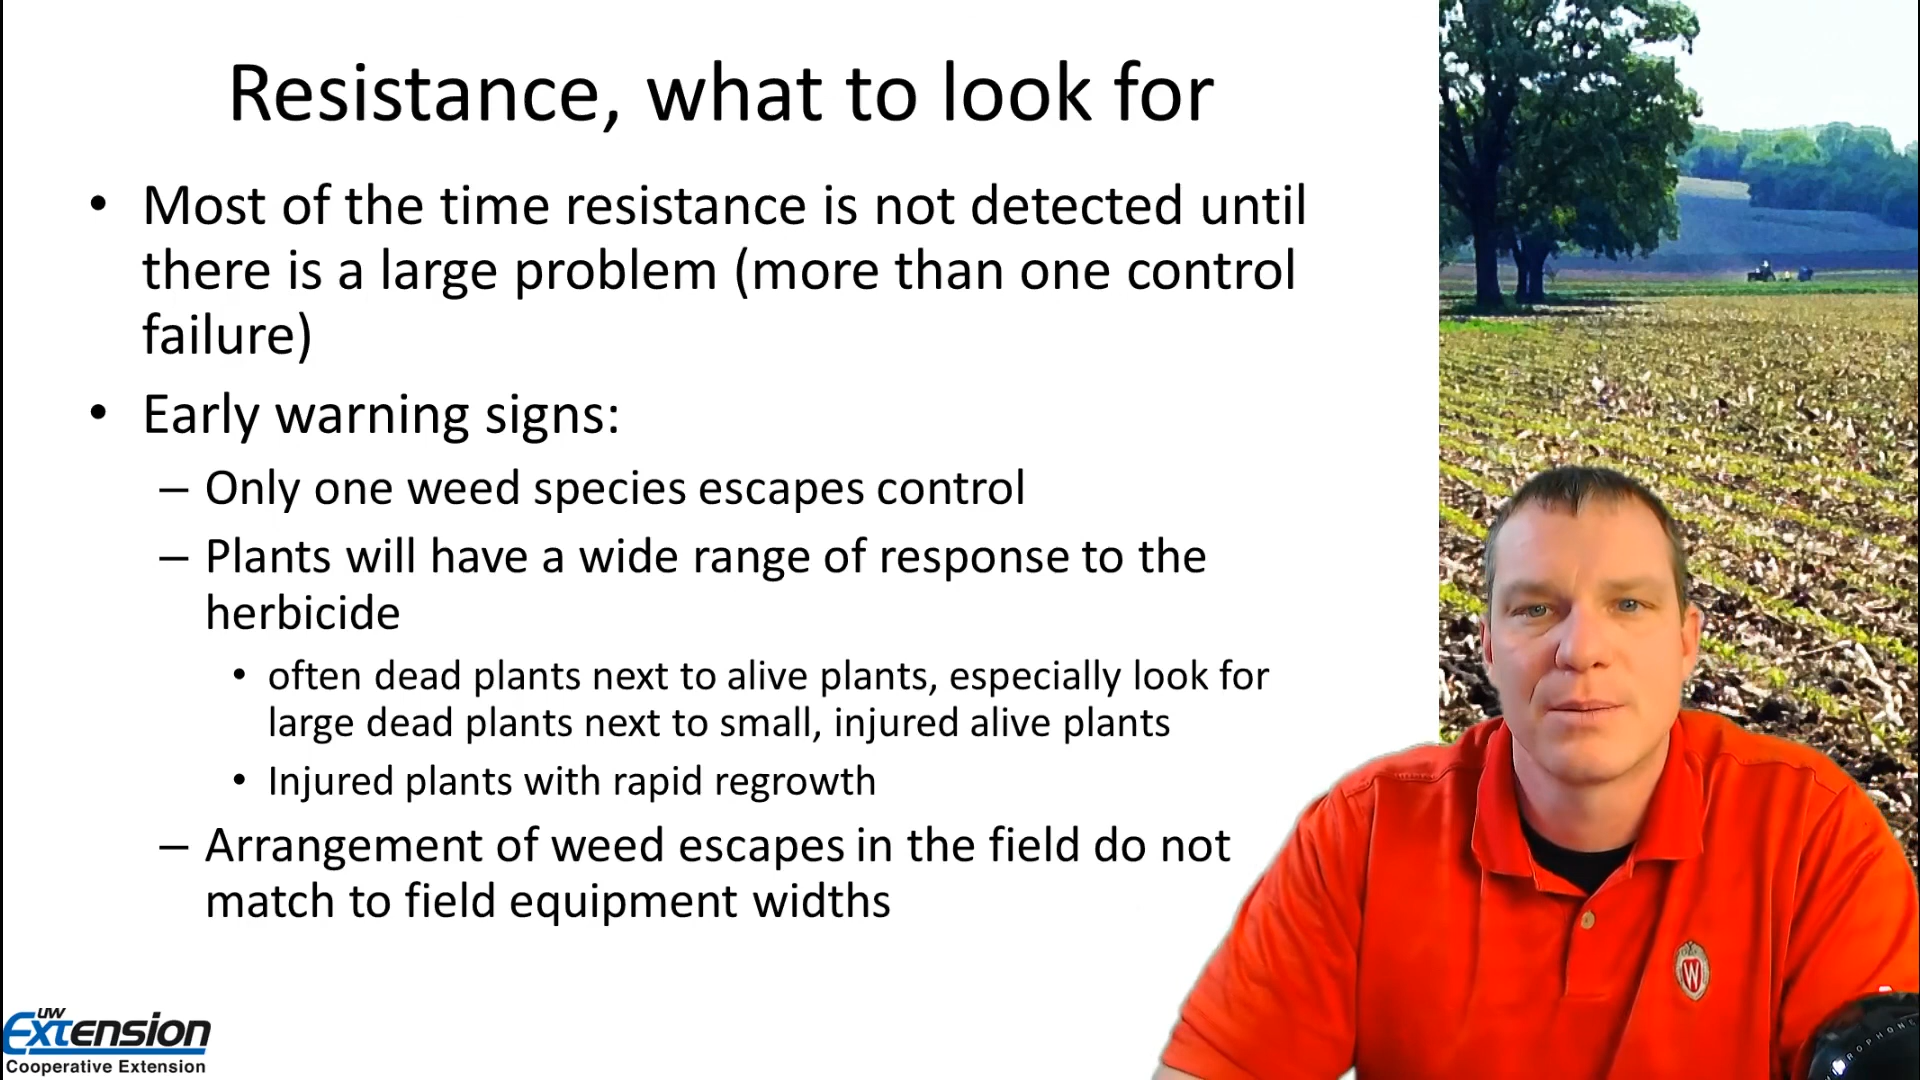 Resistance, what to look for
• Most of the time resistance is not detected until
there is a large problem (more than one control
failure)
• Early warning signs:
– Only one weed species escapes control
– Plants will have a wide range of response to the
herbicide
• often dead plants next to alive plants, especially look for
large dead plants next to small, injured alive plants
• Injured plants with rapid regrowth
– Arrangement of weed escapes in the field do not
match to field equipment widths
UW
Extension
Cooperative Extension
W